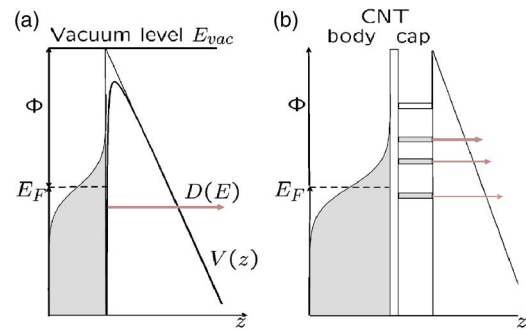 (a)
Vacuum level E_vac
Φ
E_F
D(E)
V(z)
z
(b)
CNT
body cap
Φ
E_F
z